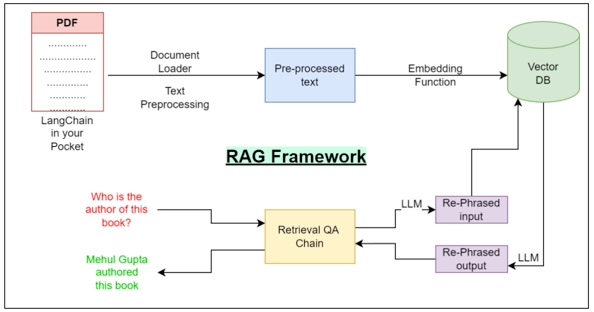 PDF
LangChain
in your
Pocket
Document
Loader
Text
Preprocessing
Pre-processed
text
Embedding
Function
Vector
DB
RAG Framework
Who is the
author of this
book?
Mehul Gupta
authored
this book
Retrieval QA
Chain
LLM
Re-Phrased
input
Re-Phrased
output
LLM